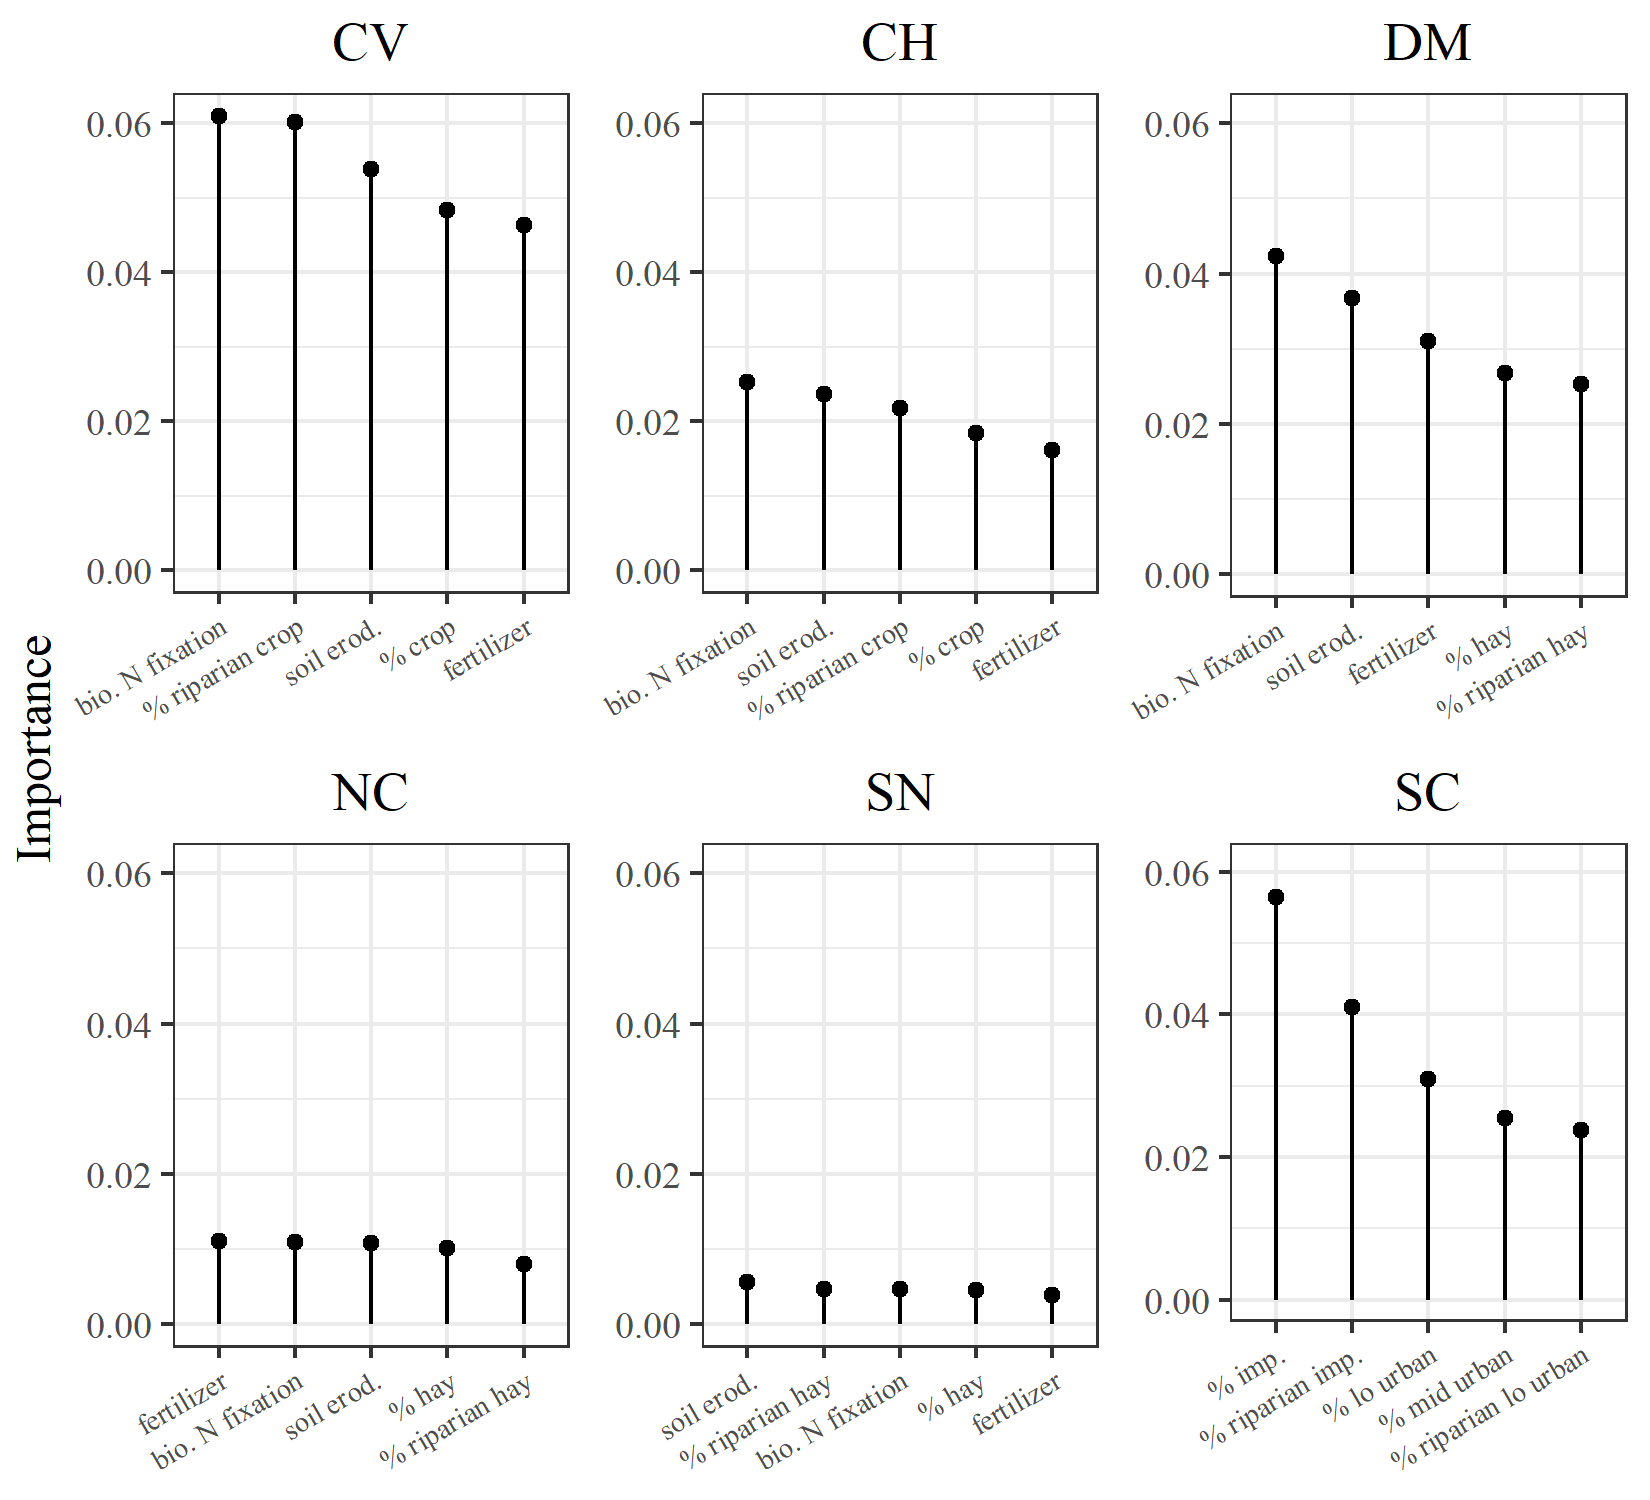 CV
CH
DM
0.06
0.04
0.02
0.00
bio. N fixation
% riparian crop
soil erod.
% crop
fertilizer
0.06
0.04
0.02
0.00
bio. N fixation
soil erod.
% riparian crop
% crop
fertilizer
0.06
0.04
0.02
0.00
bio. N fixation
soil erod.
fertilizer
% hay
% riparian hay
Importance
NC
SN
SC
0.06
0.04
0.02
0.00
fertilizer
bio. N fixation
soil erod.
% hay
% riparian hay
0.06
0.04
0.02
0.00
soil erod.
% riparian hay
bio. N fixation
% hay
fertilizer
0.06
0.04
0.02
0.00
% imp.
% riparian imp.
% lo urban
% mid urban
% riparian lo urban